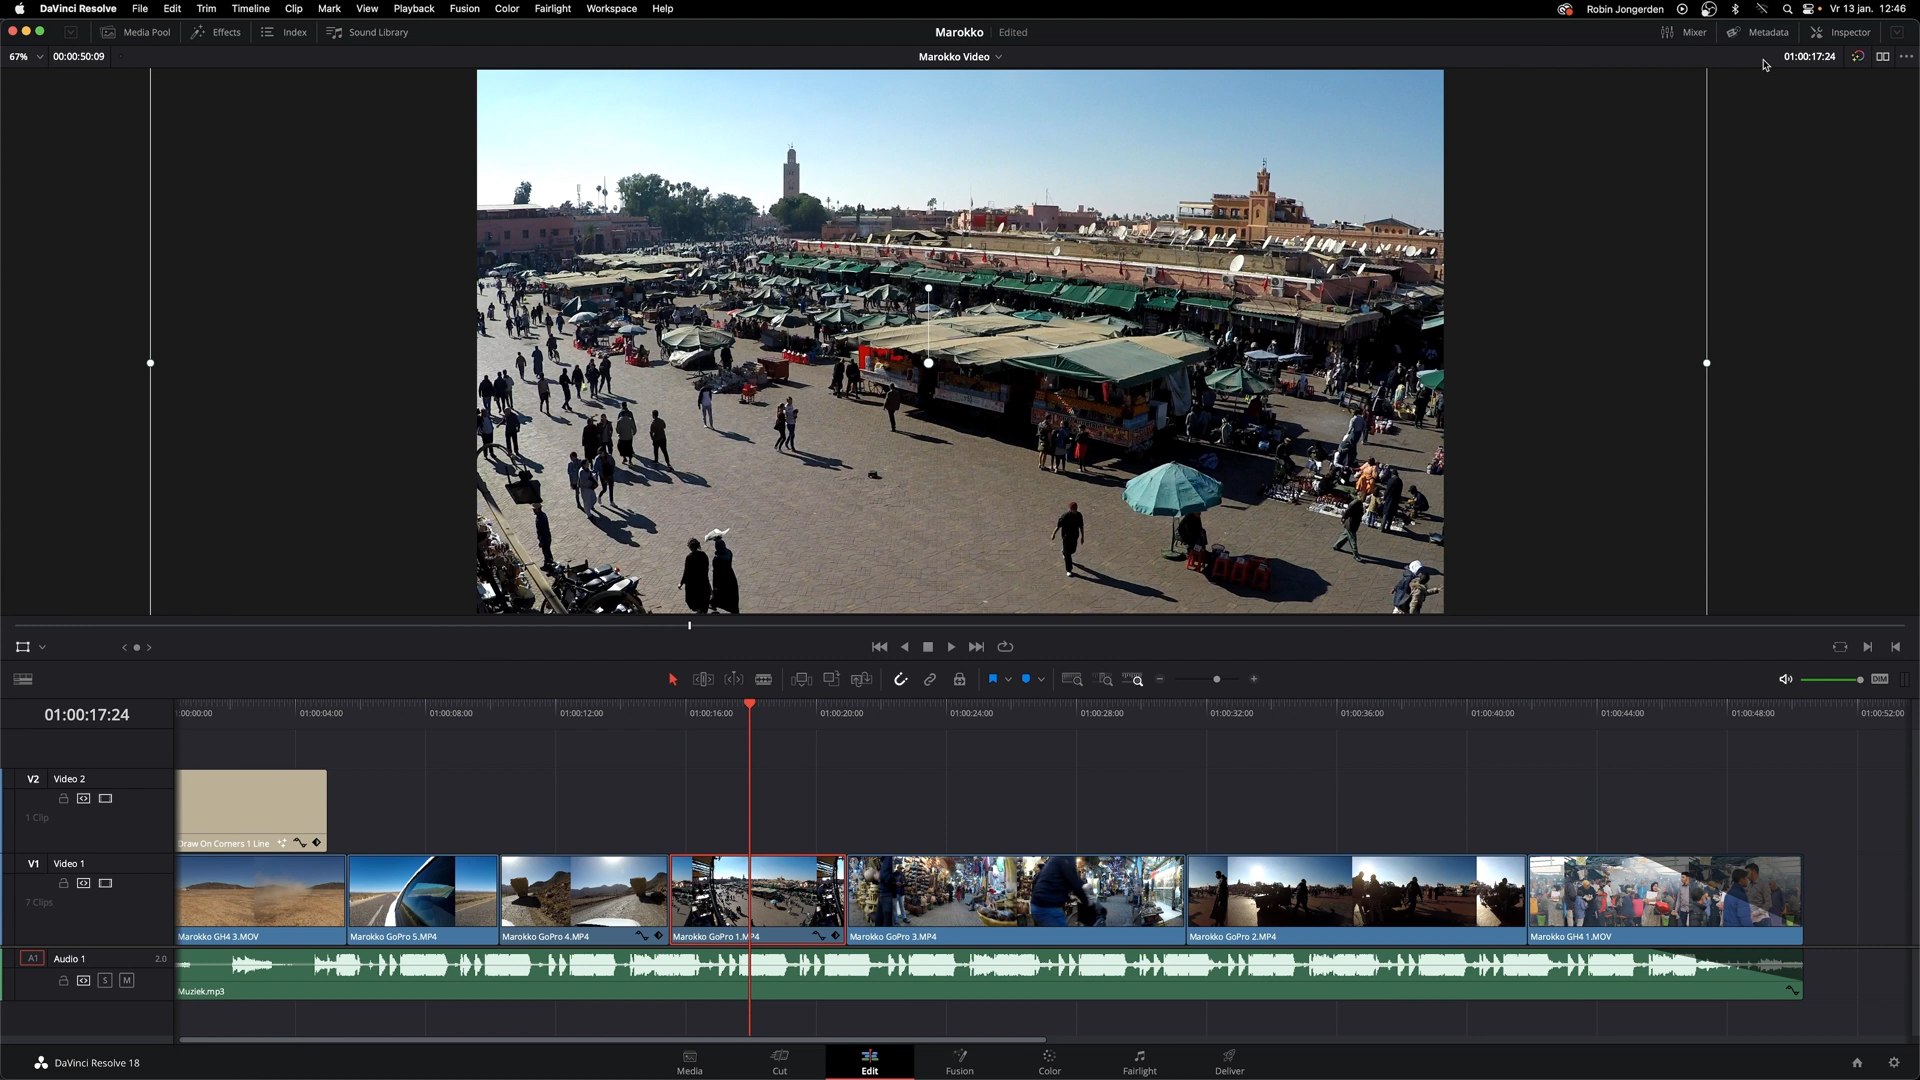 DaVinci Resolve File Edit Trim Timeline Clip Mark View Playback Fusion Color Fairlight Workspace Help Robin Jongerden Vr 13 jan. 12:46
Media Pool Effects Index Sound Library Marokko Edited Mixer Metadata Inspector
67% 00:00:50:09 Marokko Video 01:00:17:24
DIM
01:00:17:24 :00:00:00 01:00:04:00 01:00:08:00 01:00:12:00 01:00:16:00 01:00:20:00 01:00:24:00 01:00:28:00 01:00:32:00 01:00:36:00 01:00:40:00 01:00:44:00 01:00:48:00 01:00:52:00
V2 Video 2
1 Clip
Draw On Corners 1 Line
V1 Video 1
7 Clips
Marokko GH4 3.MOV Marokko GoPro 5.MP4 Marokko GoPro 4.MP4 Marokko GoPro 1.MP4 Marokko GoPro 3.MP4 Marokko GoPro 2.MP4 Marokko GH4 1.MOV
A1 Audio 1 2.0
S M
Muziek.mp3
DaVinci Resolve 18 Media Cut Edit Fusion Color Fairlight Deliver